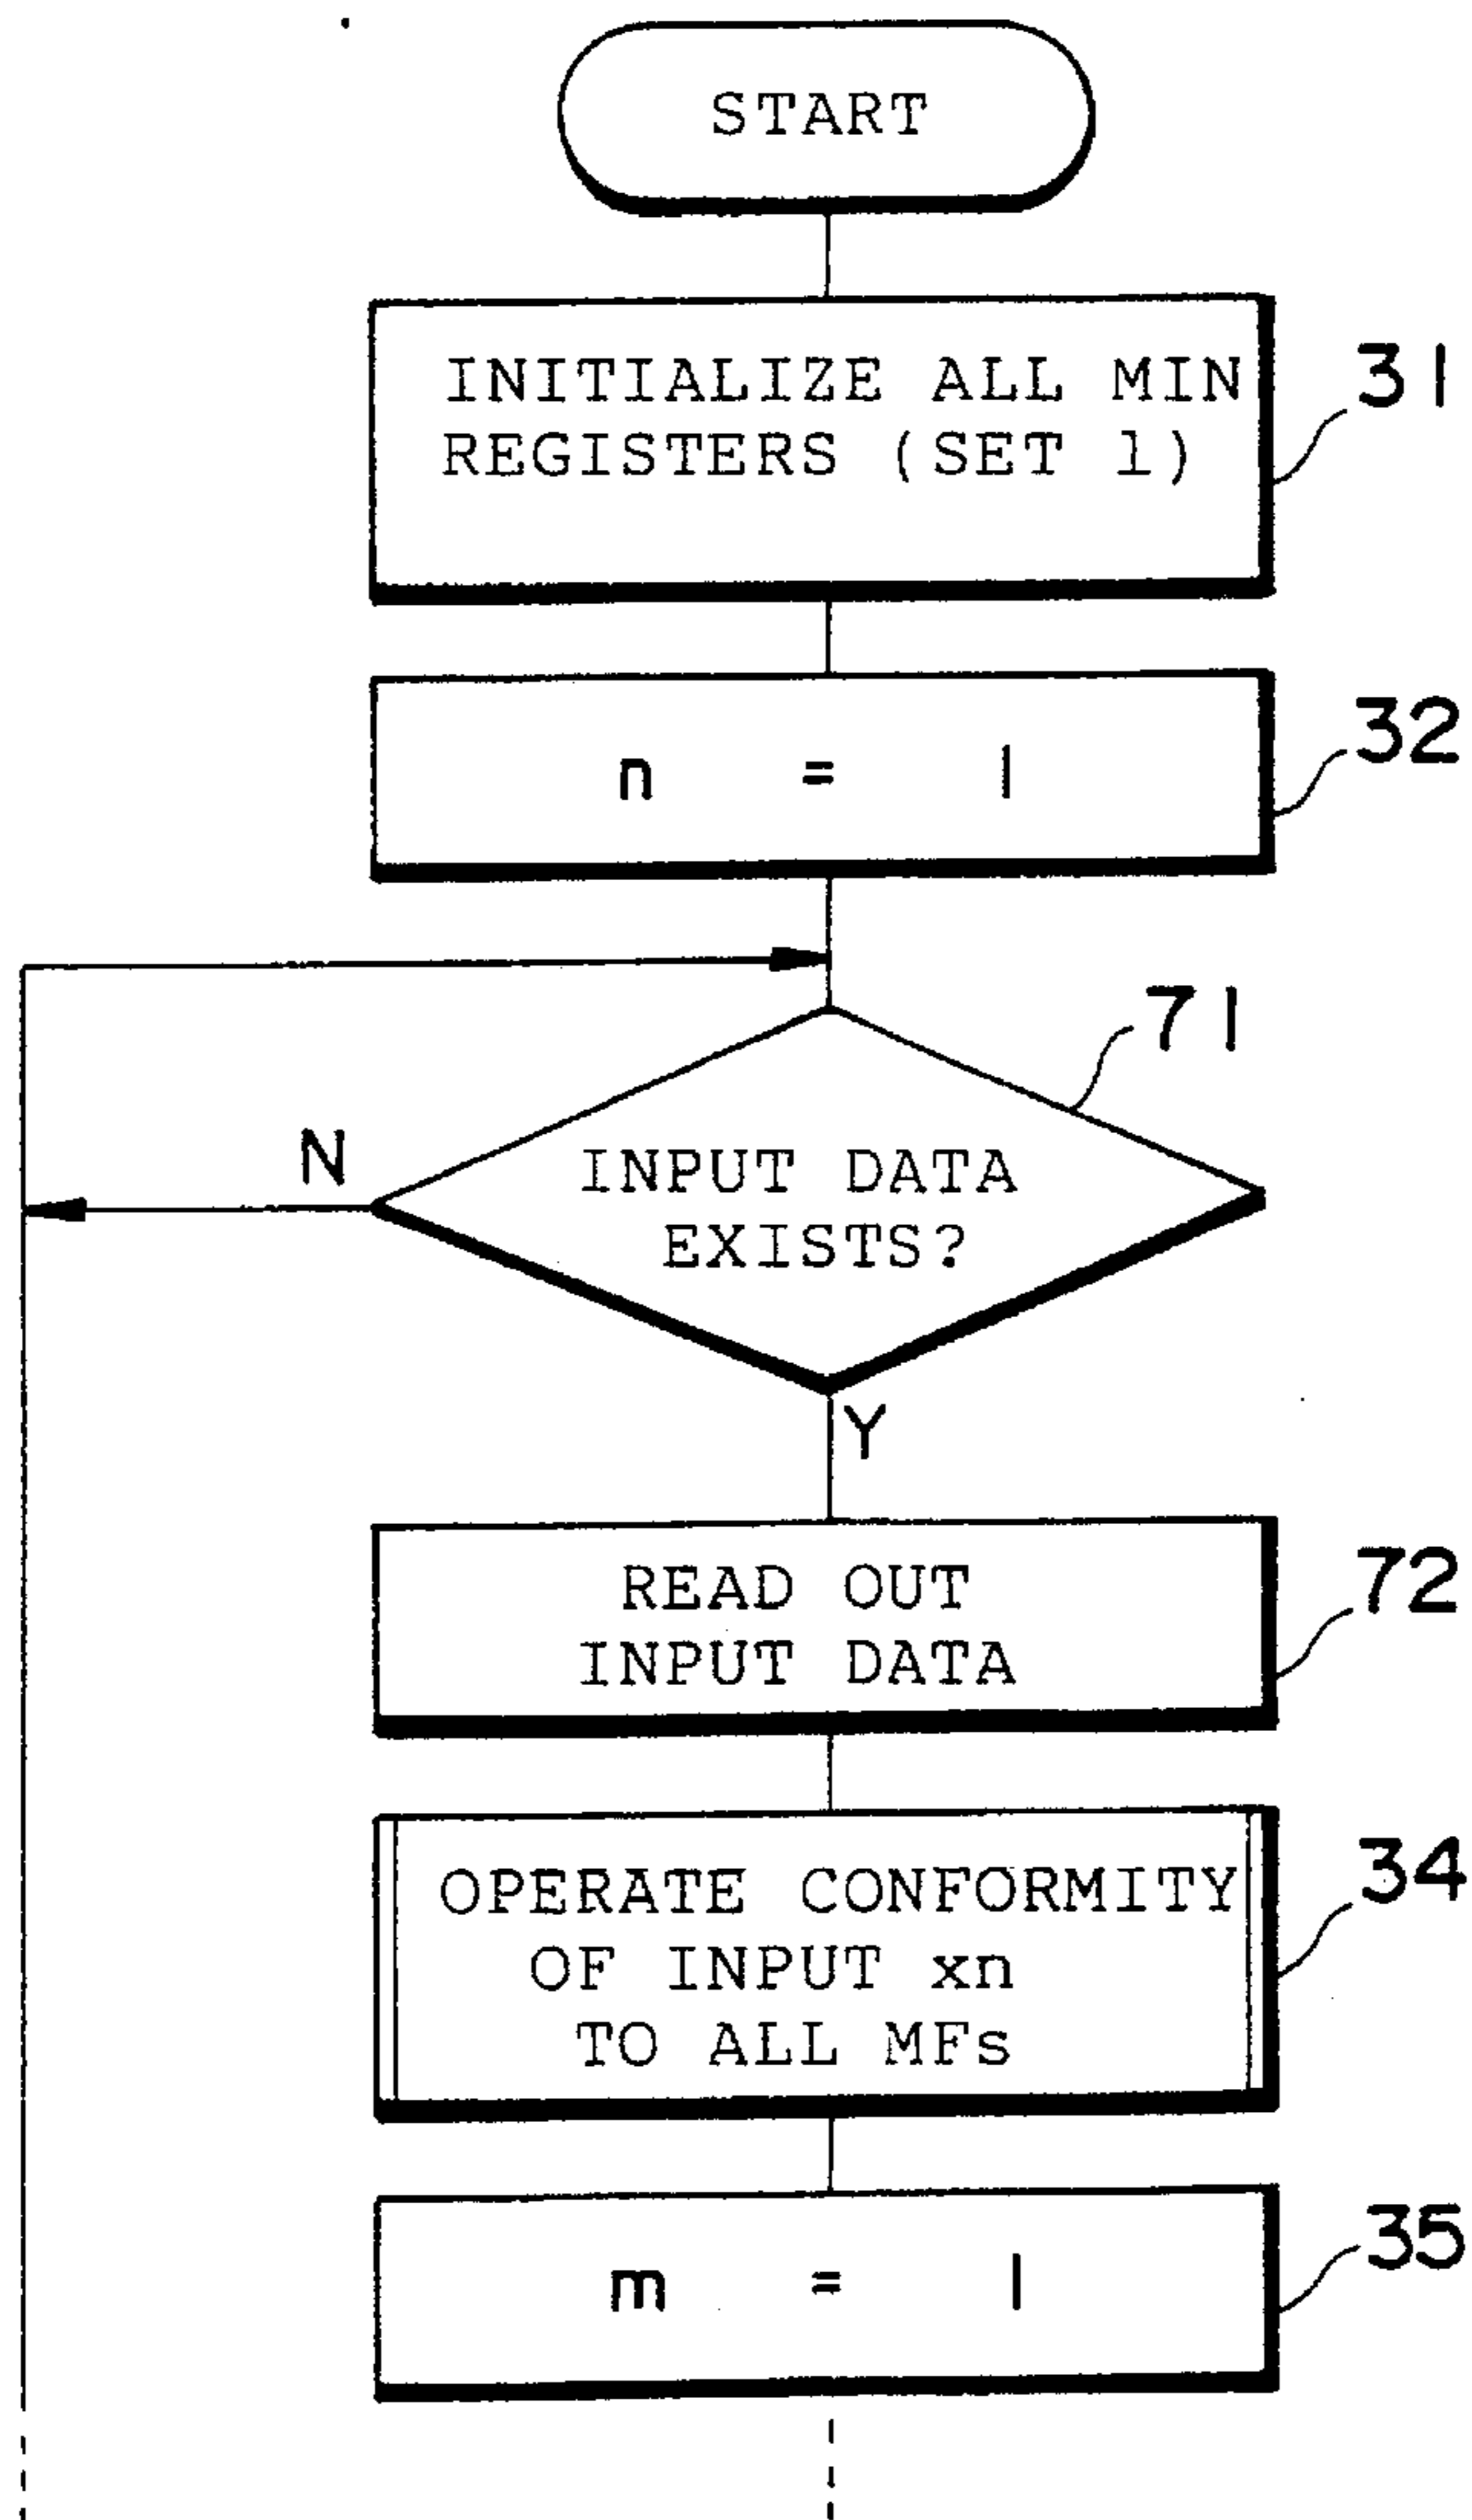 START
INITIALIZE ALL MIN
REGISTERS (SET 1)
31
n = 1
32
71
N
INPUT DATA
EXISTS?
Y
READ OUT
INPUT DATA
72
OPERATE CONFORMITY
OF INPUT xn
TO ALL MFs
34
m = 1
35